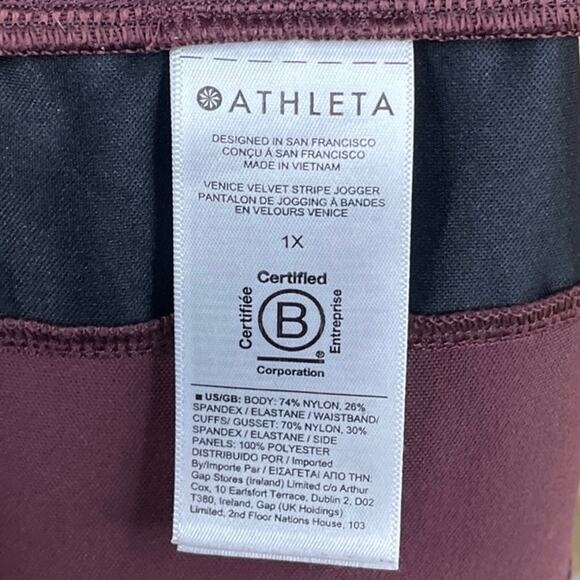 ATHLETA
DESIGNED IN SAN FRANCISCO
CONÇU À SAN FRANCISCO
MADE IN VIETNAM
VENICE VELVET STRIPE JOGGER
PANTALON DE JOGGING À BANDES
EN VELOURS VENICE
1X
Certified
Certifiée
B
Entreprise
®
Corporation
■ US/GB: BODY: 74% NYLON, 26%
SPANDEX / ELASTANE / WAISTBAND/
CUFFS/ GUSSET: 70% NYLON, 30%
SPANDEX / ELASTANE / SIDE
PANELS: 100% POLYESTER
DISTRIBUIDO POR / Imported
By/Importe Par / ΕΙΣΑΓΕΤΑΙ ΑΠΟ ΤΗΝ:
Gap Stores (Ireland) Limited c/o Arthur
Cox, 10 Earlsfort Terrace, Dublin 2, D02
T380, Ireland, Gap (UK Holdings)
Limited, 2nd Floor Nations House, 103